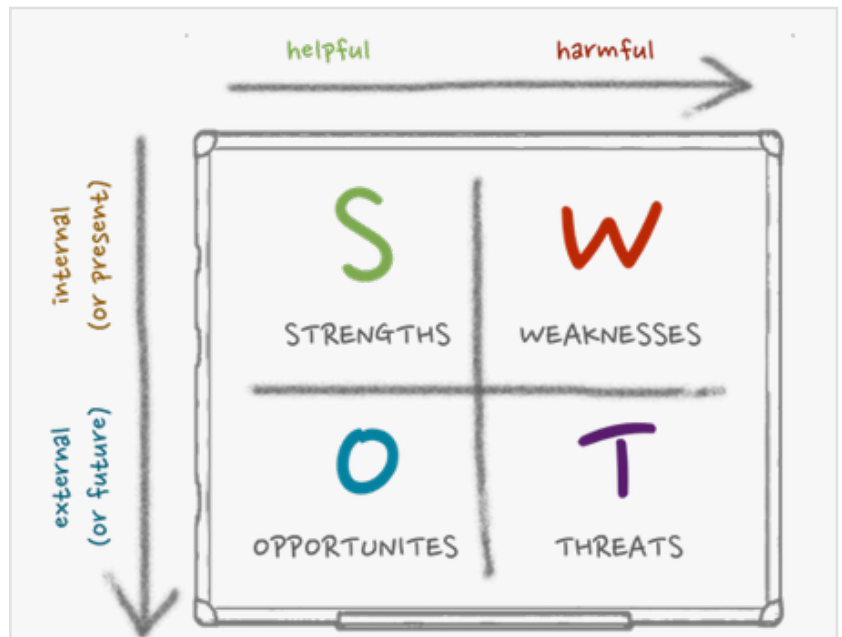 helpful harmful
internal
(or present)
S W
STRENGTHS WEAKNESSES
external
(or future)
O T
OPPORTUNITES THREATS